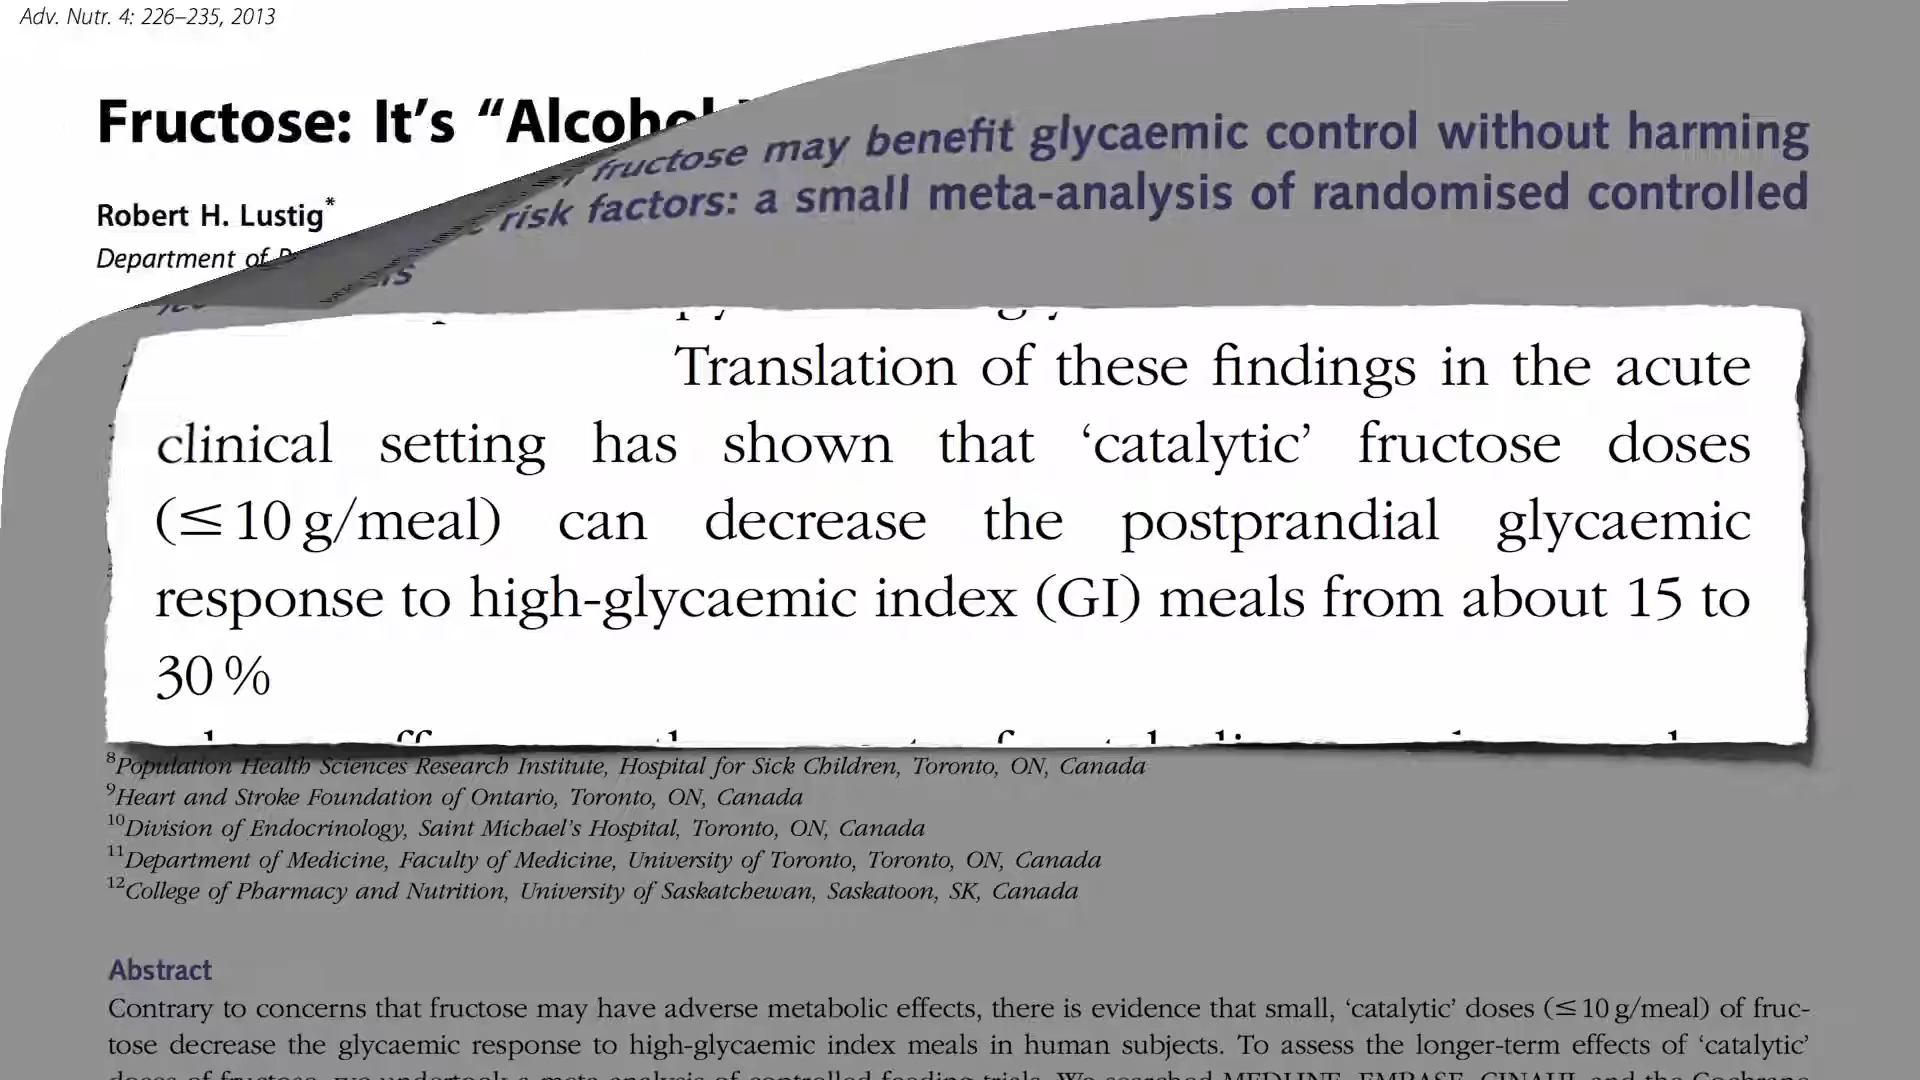 Adv. Nutr. 4: 226–235, 2013
Fructose: It’s “Alcohol
Robert H. Lustig*
Department of
fructose may benefit glycaemic control without harming
risk factors: a small meta-analysis of randomised controlled
Translation of these findings in the acute
clinical setting has shown that ‘catalytic’ fructose doses
(≤10 g/meal) can decrease the postprandial glycaemic
response to high-glycaemic index (GI) meals from about 15 to
30 %
8Population Health Sciences Research Institute, Hospital for Sick Children, Toronto, ON, Canada
9Heart and Stroke Foundation of Ontario, Toronto, ON, Canada
10Division of Endocrinology, Saint Michael’s Hospital, Toronto, ON, Canada
11Department of Medicine, Faculty of Medicine, University of Toronto, Toronto, ON, Canada
12College of Pharmacy and Nutrition, University of Saskatchewan, Saskatoon, SK, Canada
Abstract
Contrary to concerns that fructose may have adverse metabolic effects, there is evidence that small, ‘catalytic’ doses (≤10 g/meal) of fruc-
tose decrease the glycaemic response to high-glycaemic index meals in human subjects. To assess the longer-term effects of ‘catalytic’